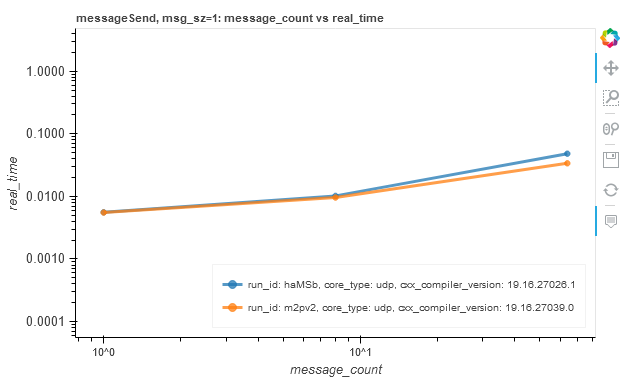 messageSend, msg_sz=1: message_count vs real_time
real_time
1.0000
0.1000
0.0100
0.0010
0.0001
run_id: haMSb, core_type: udp, cxx_compiler_version: 19.16.27026.1
run_id: m2pv2, core_type: udp, cxx_compiler_version: 19.16.27039.0
10^0
10^1
message_count